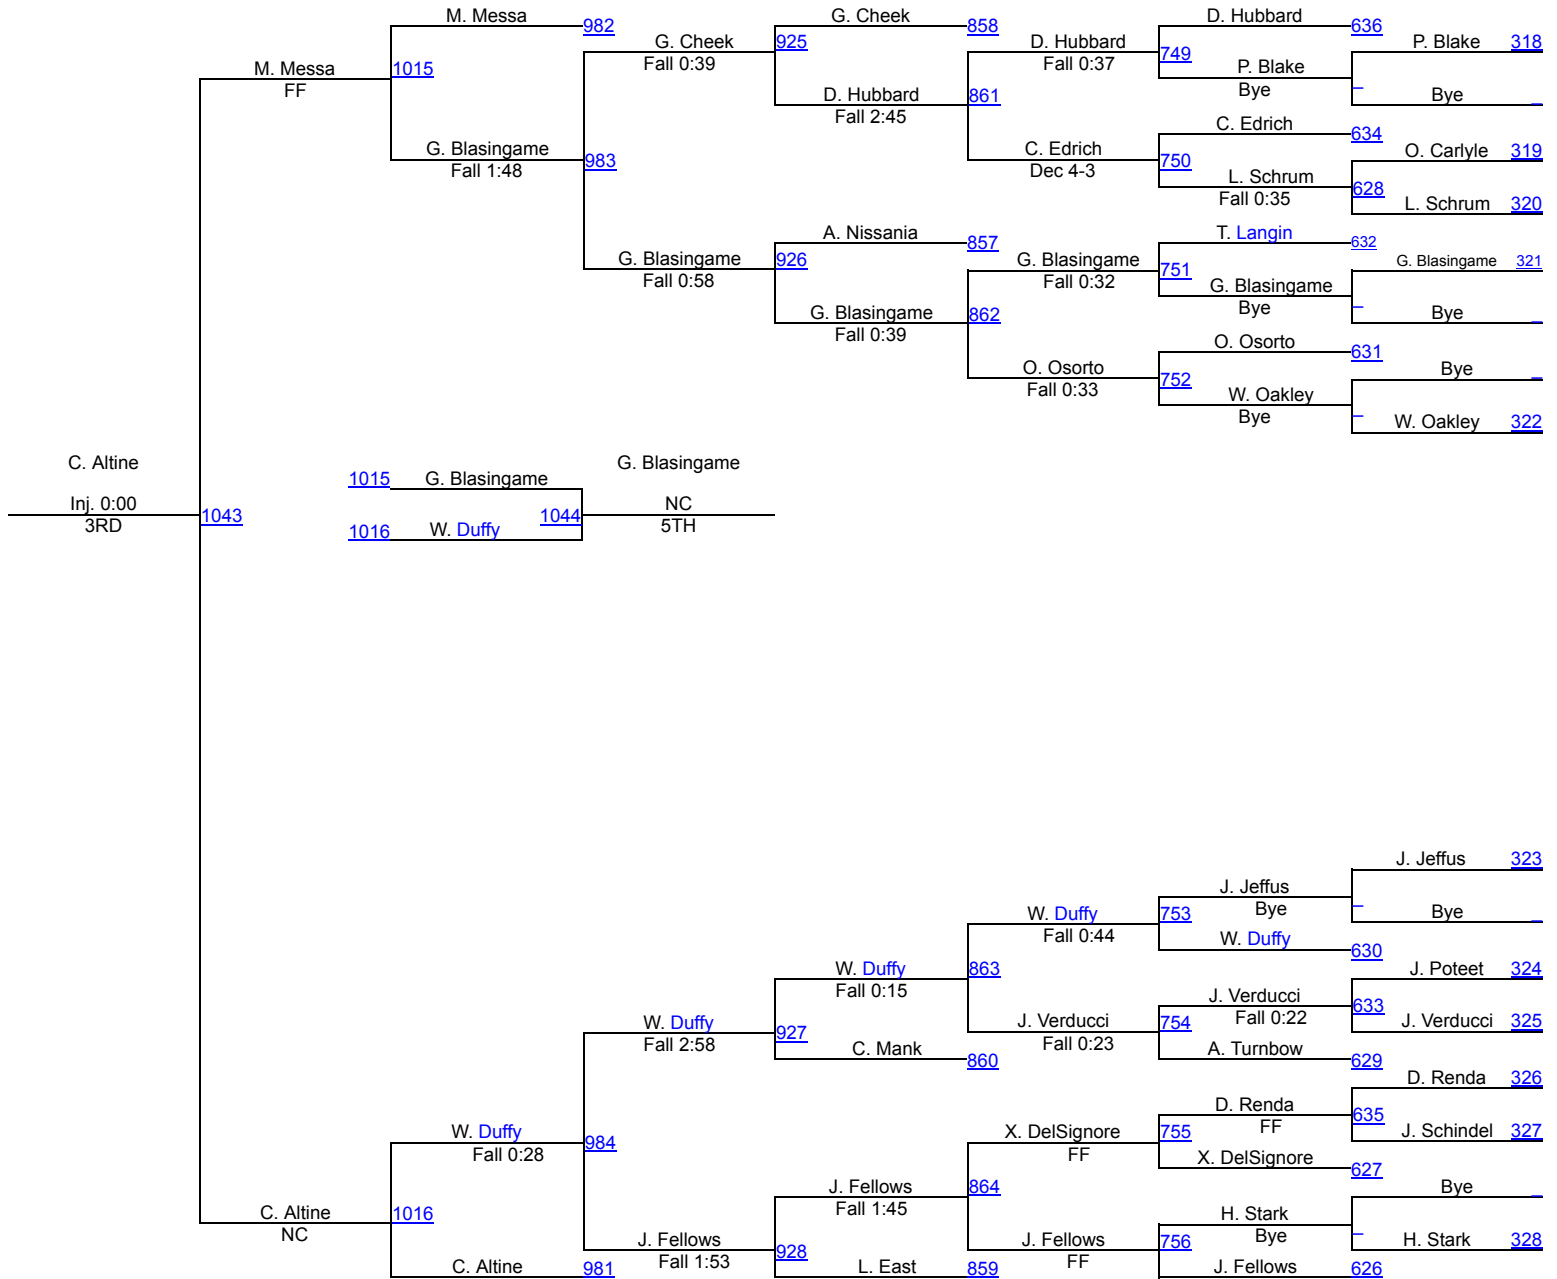 M. Messa 982 G. Cheek 858 D. Hubbard 636
G. Cheek 925 D. Hubbard P. Blake 318
Fall 0:39 Fall 0:37 749
M. Messa 1015 P. Blake
FF D. Hubbard 861 Bye _ Bye _
Fall 2:45
G. Blasingame 983 C. Edrich 634
Fall 1:48 C. Edrich 750 O. Carlyle 319
Dec 4-3 L. Schrum 628
Fall 0:35 L. Schrum 320
A. Nissania 857 T. Langin 632
G. Blasingame 926 G. Blasingame 751 G. Blasingame 321
Fall 0:58 Fall 0:32 G. Blasingame
G. Blasingame 862 Bye _ Bye _
Fall 0:39
O. Osorto 631
O. Osorto 752 Bye _
Fall 0:33 W. Oakley
Bye _ W. Oakley 322
C. Altine G. Blasingame
1015 G. Blasingame
Inj. 0:00 1043 1044 NC
3RD 5TH
1016 W. Duffy
J. Jeffus 323
J. Jeffus
W. Duffy 753 Bye _ Bye _
Fall 0:44 W. Duffy 630
W. Duffy 863 J. Poteet 324
Fall 0:15 J. Verducci 633
W. Duffy 927 J. Verducci 754 Fall 0:22 J. Verducci 325
Fall 2:58 Fall 0:23
C. Mank 860 A. Turnbow 629
D. Renda 326
D. Renda 635
W. Duffy 984 X. DelSignore 755 FF J. Schindel 327
Fall 0:28 FF X. DelSignore 627
J. Fellows 864 Bye _
Fall 1:45
C. Altine 1016 H. Stark
NC J. Fellows 928 J. Fellows 756 Bye _ H. Stark 328
Fall 1:53 FF
C. Altine 981 L. East 859 J. Fellows 626